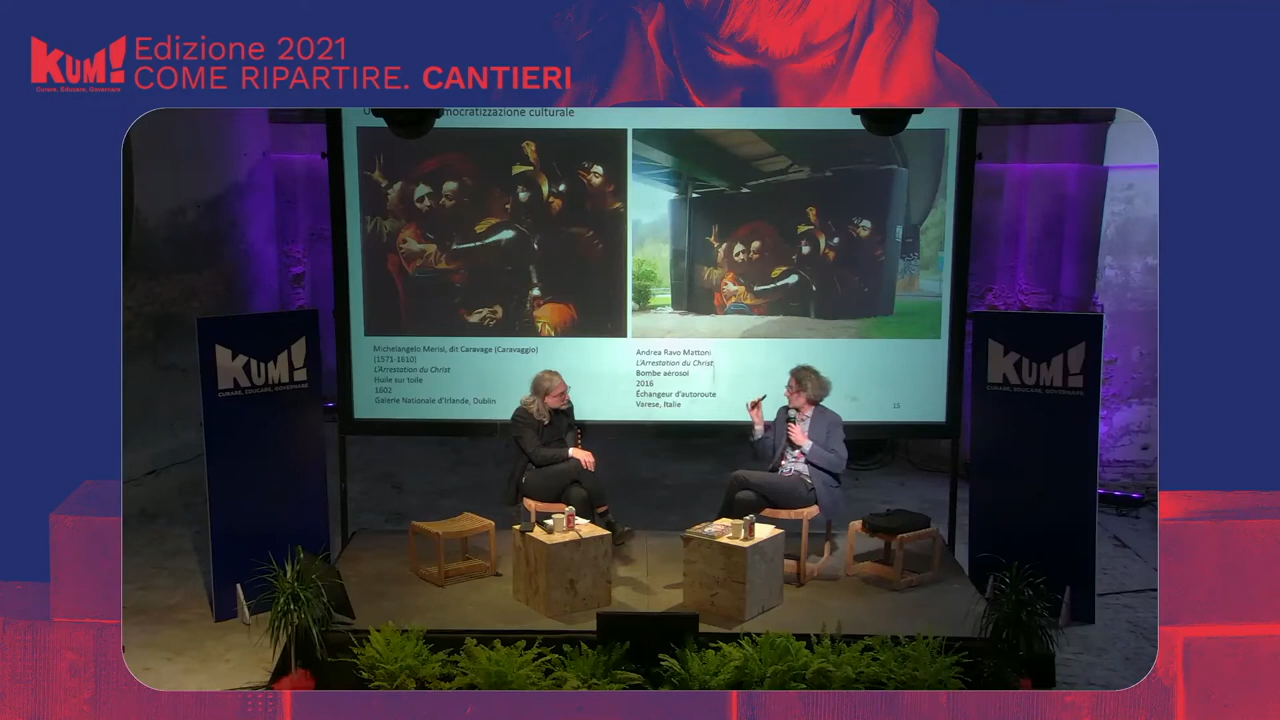 KUM!
Curare, Educare, Governare
Edizione 2021
COME RIPARTIRE. CANTIERI
mocratizzazione culturale
Michelangelo Merisi, dit Caravage (Caravaggio)
(1571-1610)
L'Arrestation du Christ
Huile sur toile
1602
Galerie Nationale d'Irlande, Dublin
Andrea Ravo Mattoni
L'Arrestation du Christ
Bombe aérosol
2016
Échangeur d'autoroute
Varese, Italie
15
KUM!
CURARE, EDUCARE, GOVERNARE
KUM!
CURARE, EDUCARE, GOVERNARE